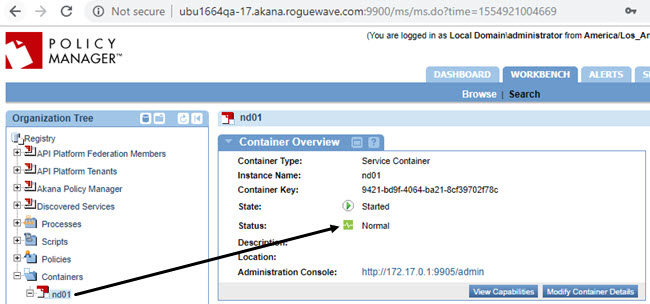 Not secure | ubu1664qa-17.akana.roguewave.com:9900/ms/ms.do?time=1554921004669
POLICY
MANAGER™
(You are logged in as Local Domain\administrator from America/Los_An
DASHBOARD WORKBENCH ALERTS
Browse | Search
Organization Tree
Registry
API Platform Federation Members
API Platform Tenants
Akana Policy Manager
Discovered Services
Processes
Scripts
Policies
Containers
nd01
nd01
Container Overview
Container Type: Service Container
Instance Name: nd01
Container Key: 9421-bd9f-4064-ba21-8cf39702f78c
State: Started
Status: Normal
Description:
Location:
Administration Console: http://172.17.0.1:9905/admin
View Capabilities Modify Container Details